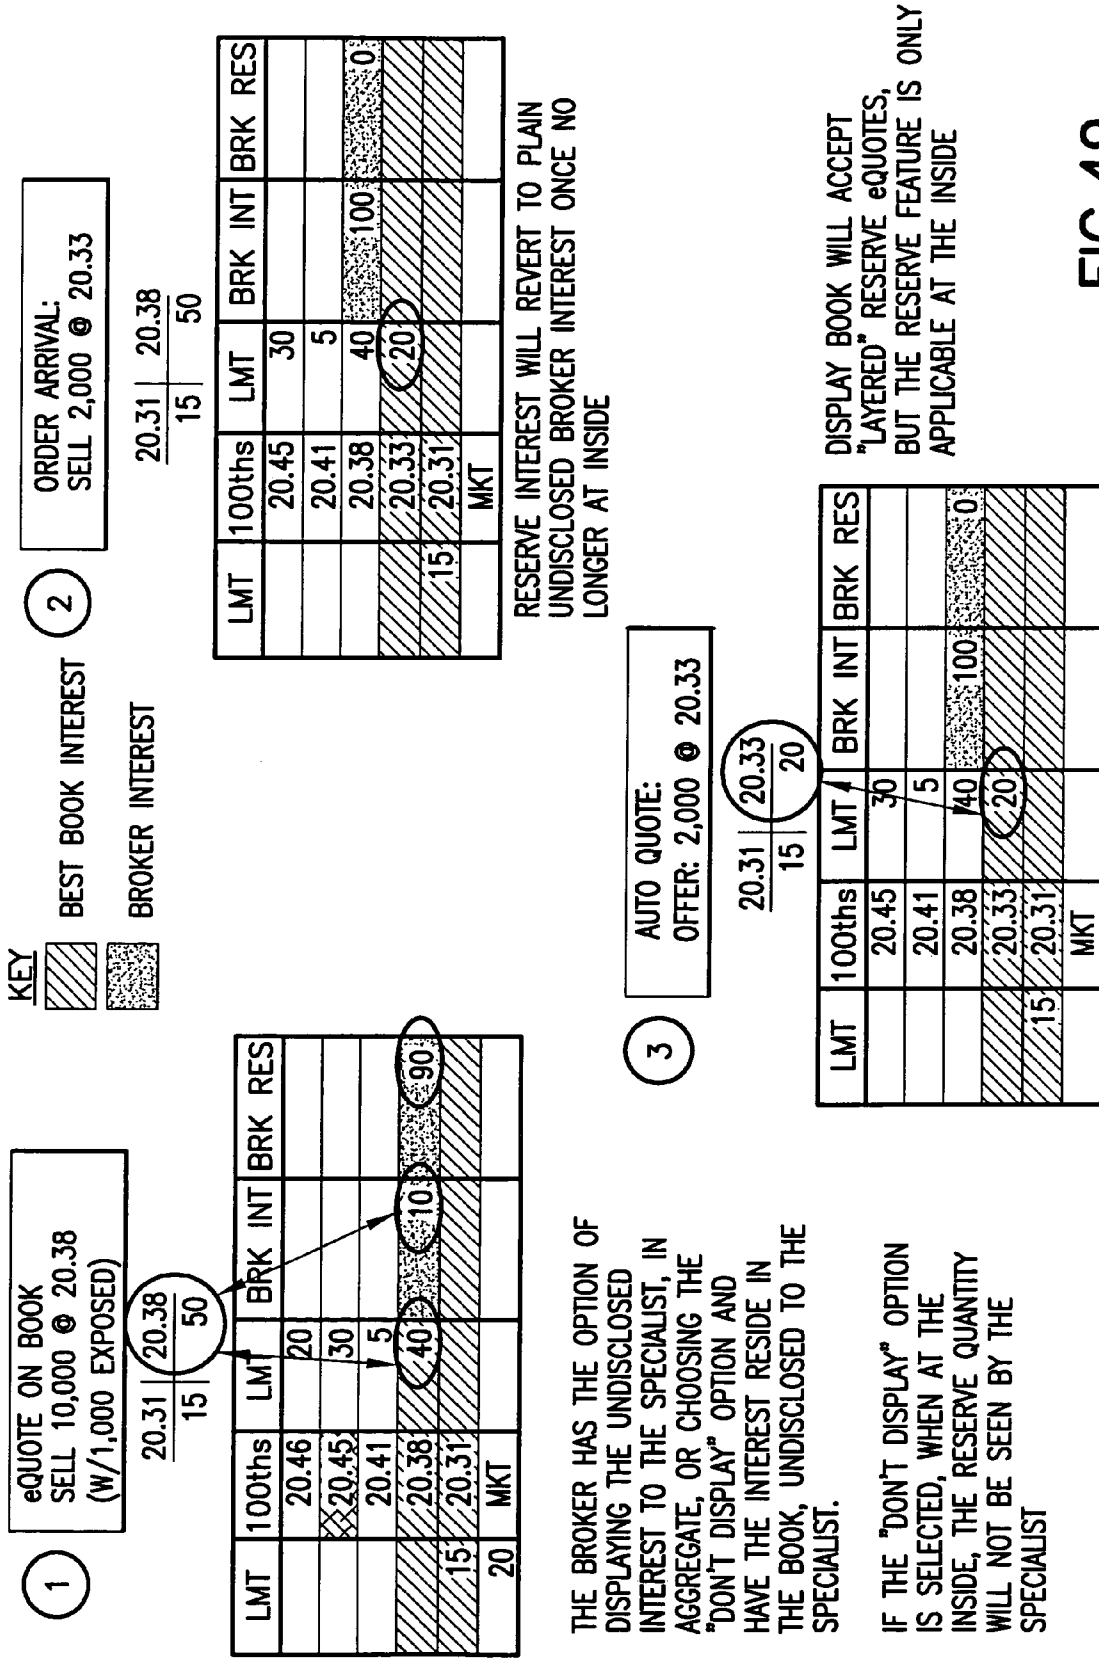 KEY
BEST BOOK INTEREST
BROKER INTEREST
1
eQUOTE ON BOOK
SELL 10,000 @ 20.38
(W/1,000 EXPOSED)
20.31 20.38
15 50
LMT 100ths LMT BRK INT BRK RES
20.46 20
20.45 30
20.41 5
20.38 40 10 90
15 20.31
20 MKT
THE BROKER HAS THE OPTION OF
DISPLAYING THE UNDISCLOSED
INTEREST TO THE SPECIALIST, IN
AGGREGATE, OR CHOOSING THE
"DON'T DISPLAY" OPTION AND
HAVE THE INTEREST RESIDE IN
THE BOOK, UNDISCLOSED TO THE
SPECIALIST.
IF THE "DON'T DISPLAY" OPTION
IS SELECTED, WHEN AT THE
INSIDE, THE RESERVE QUANTITY
WILL NOT BE SEEN BY THE
SPECIALIST
2
ORDER ARRIVAL:
SELL 2,000 @ 20.33
20.31 20.38
15 50
LMT 100ths LMT BRK INT BRK RES
20.45 30
20.41 5
20.38 40 100 0
20.33 20
15 20.31
MKT
RESERVE INTEREST WILL REVERT TO PLAIN
UNDISCLOSED BROKER INTEREST ONCE NO
LONGER AT INSIDE
3
AUTO QUOTE:
OFFER: 2,000 @ 20.33
20.31 20.33
15 20
LMT 100ths LMT BRK INT BRK RES
20.45 30
20.41 5
20.38 40 100 0
20.33 20
15 20.31
MKT
DISPLAY BOOK WILL ACCEPT
"LAYERED" RESERVE eQUOTES,
BUT THE RESERVE FEATURE IS ONLY
APPLICABLE AT THE INSIDE